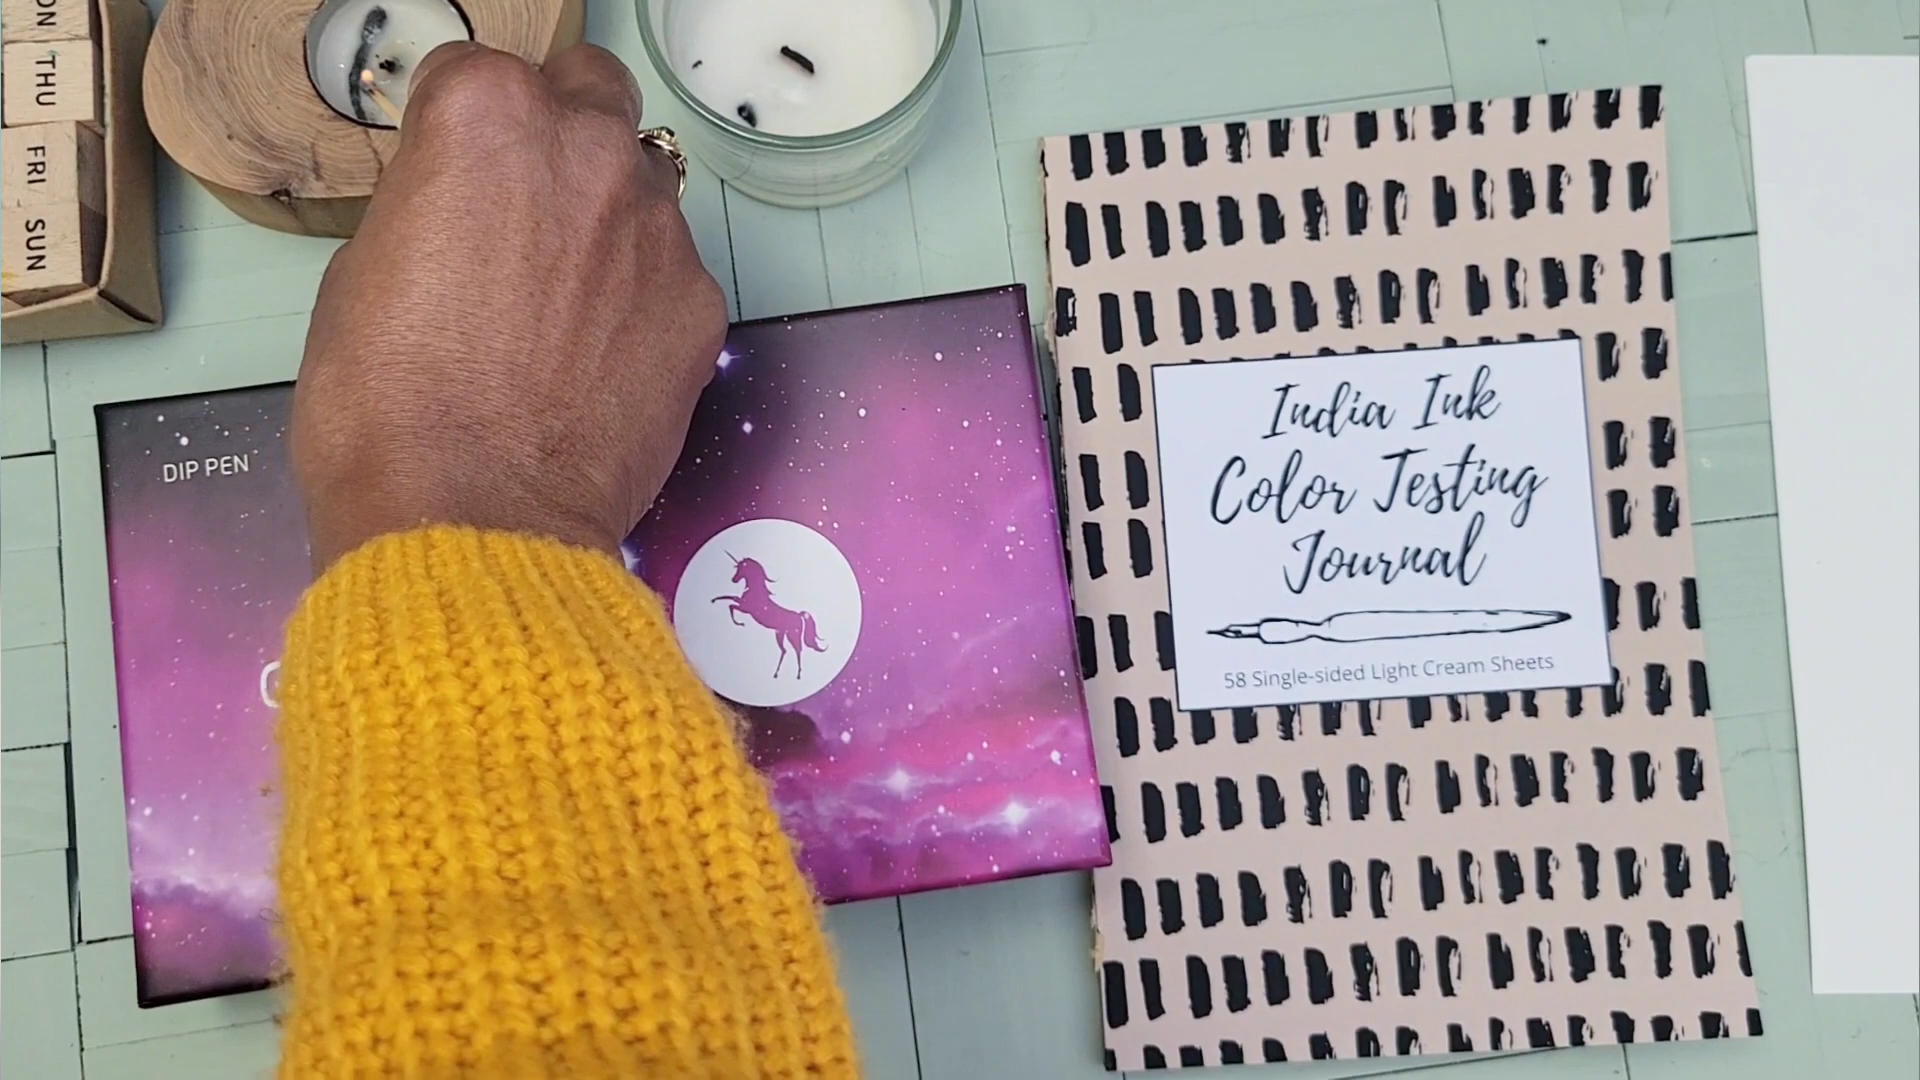 THU
FRI
SUN
DIP PEN
India Ink
Color Testing
Journal
58 Single-sided Light Cream Sheets